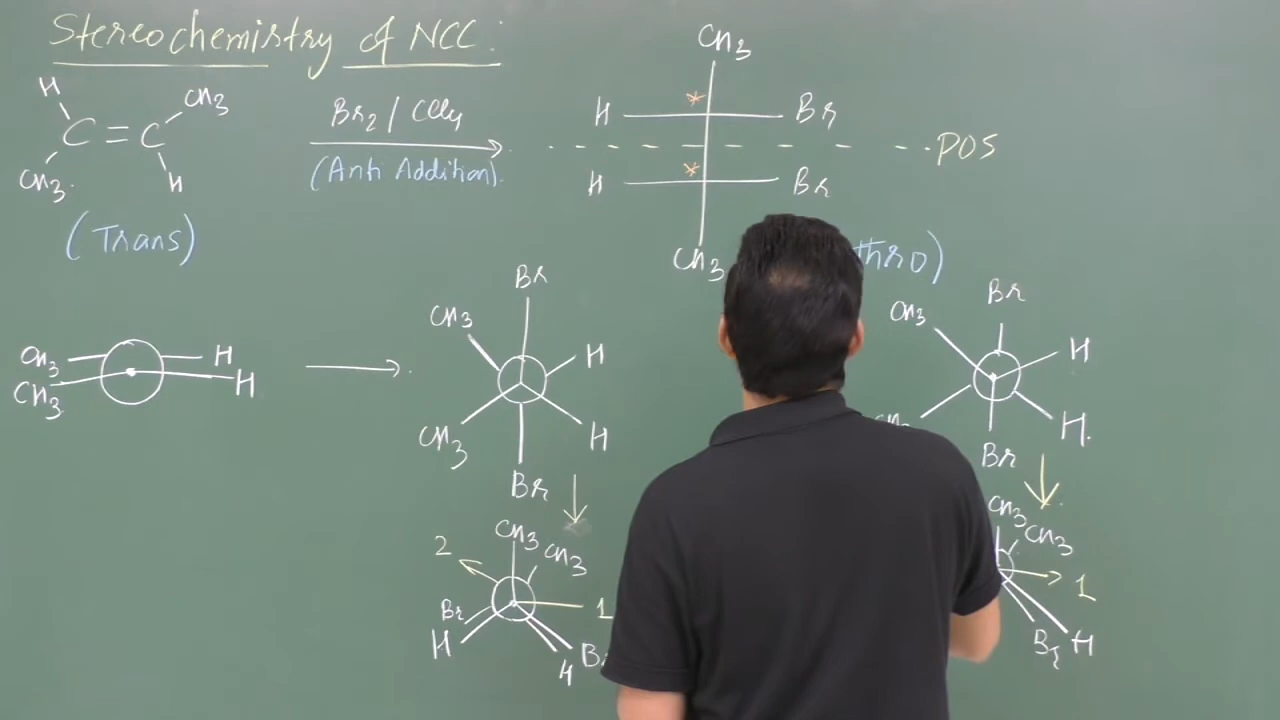 Stereochemistry of NCC:
H CH3
C = C
CH3 H
(Trans)
Br2 / CCl4
(Anti Addition)
CH3
H * Br
POS
H * Br
CH3
thro)
CH3 H
CH3 H
Br
CH3 H
CH3 H
Br
Br
CH3 H
H
Br
CH3 CH3
2
Br 1
H H
CH3 CH3
1
Br H